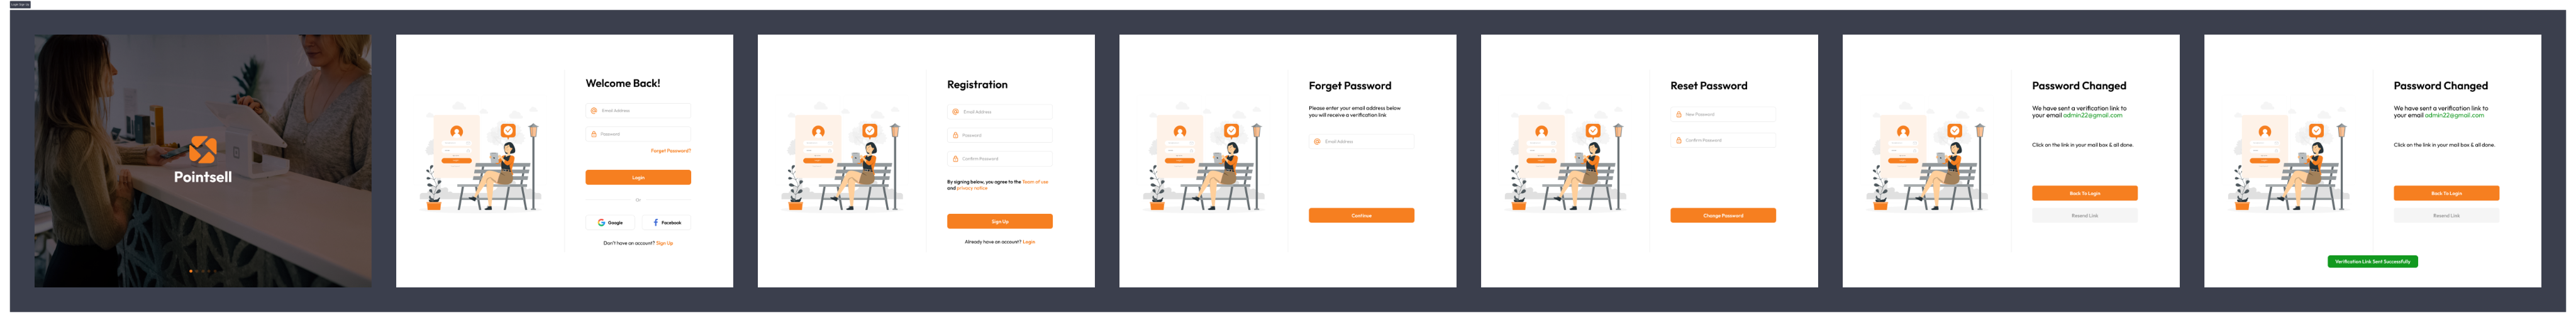 Pointsell
Welcome Back!
Email Address
Password
Forget Password?
Login
or
Google
Facebook
Don't have an account? Sign Up
Registration
Email Address
Password
Confirm Password
By signing below, you agree to the Team of use
and privacy notice
Sign Up
Already have an account? Login
Forget Password
Please enter your email address below
you will receive a verification link
Email Address
Continue
Reset Password
New Password
Confirm Password
Change Password
Password Changed
We have sent a verification link to
your email admin22@gmail.com
Click on the link in your mail box & all done.
Back To Login
Resend Link
Password Changed
We have sent a verification link to
your email admin22@gmail.com
Click on the link in your mail box & all done.
Back To Login
Resend Link
Verification Link Sent Successfully